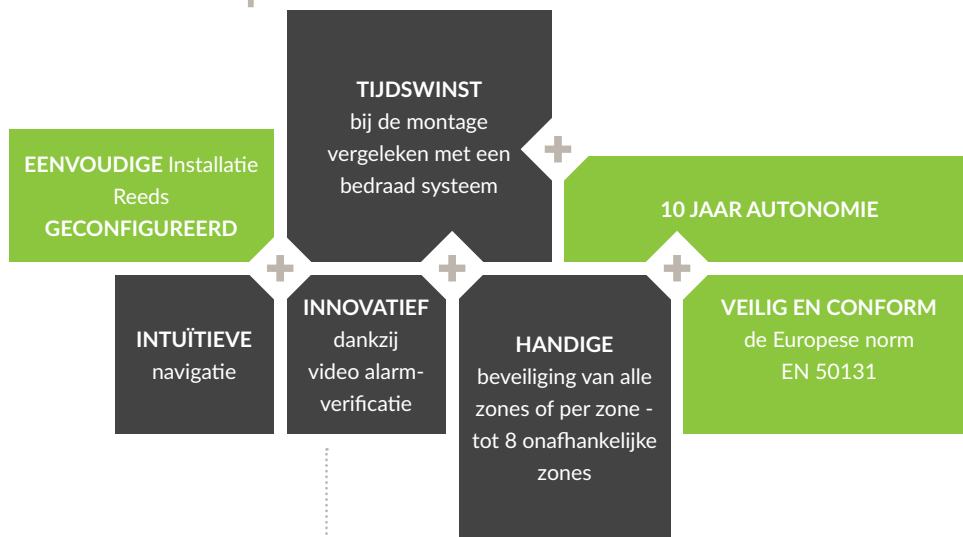 TIJDSWINST
bij de montage
vergeleken met een
bedraad systeem
EENVOUDIGE Installatie
Reeds
GECONFIGUREERD
10 JAAR AUTONOMIE
INTUÏTIEVE
navigatie
INNOVATIEF
dankzij
video alarm-
verificatie
HANDIGE
beveiliging van alle
zones of per zone -
tot 8 onafhankelijke
zones
VEILIG EN CONFORM
de Europese norm
EN 50131